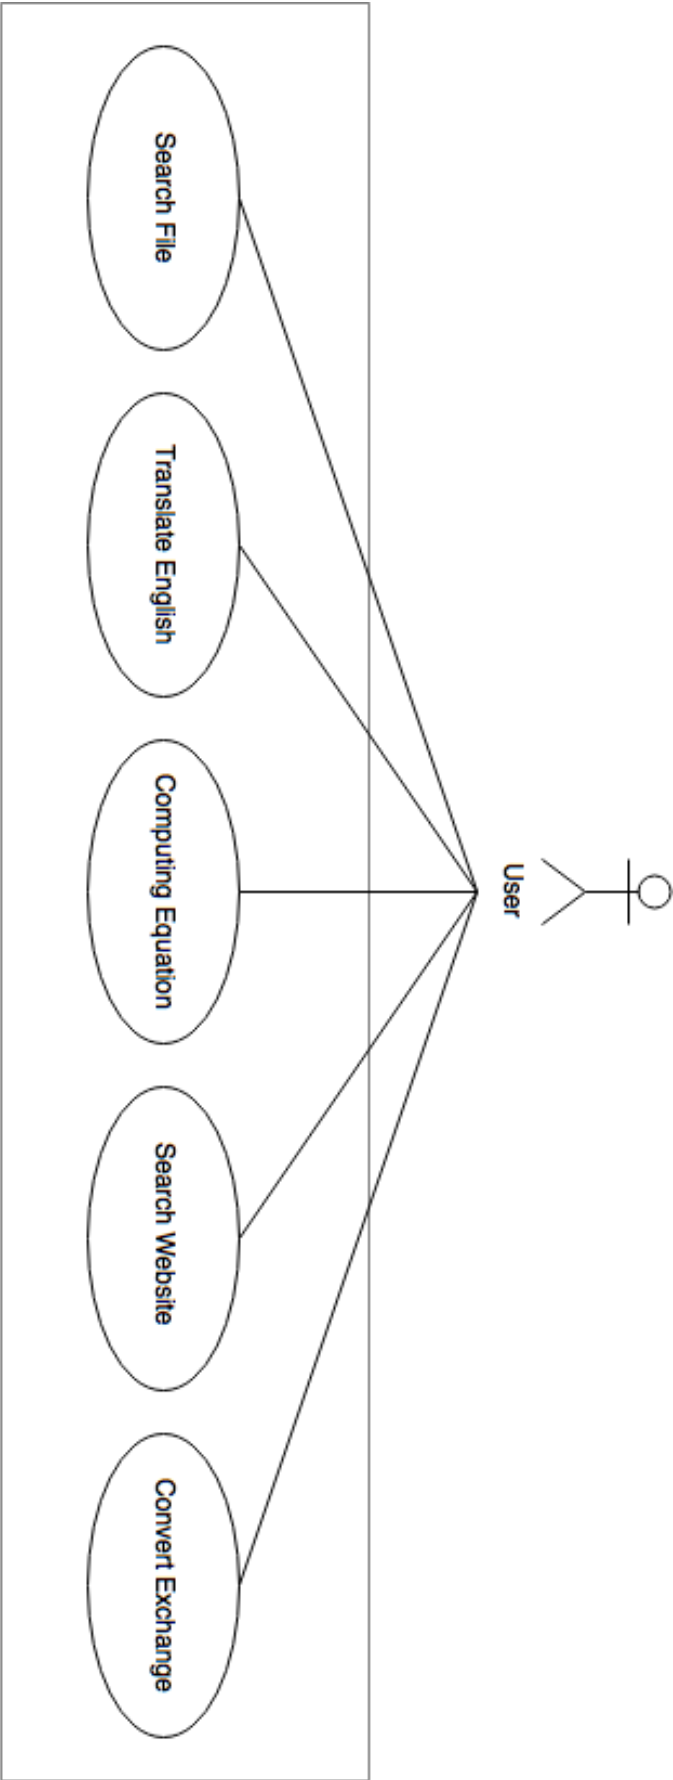 User
Search File
Translate English
Computing Equation
Search Website
Convert Exchange